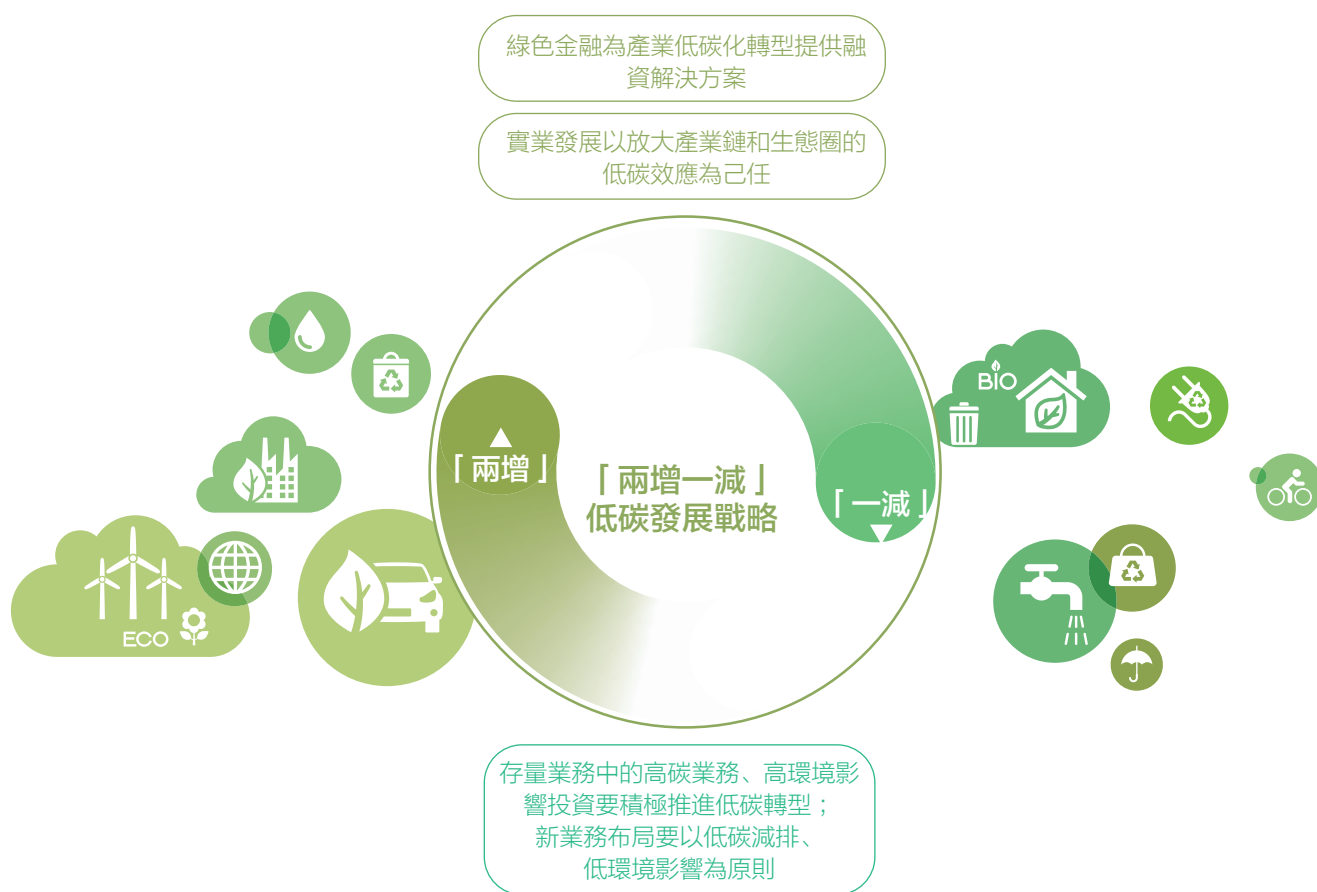 綠色金融為產業低碳化轉型提供融
資解決方案
實業發展以放大產業鏈和生態圈的
低碳效應為己任
BIO
「兩增」
「兩增一減」
低碳發展戰略
「一減」
ECO
存量業務中的高碳業務、高環境影
響投資要積極推進低碳轉型；
新業務布局要以低碳減排、
低環境影響為原則